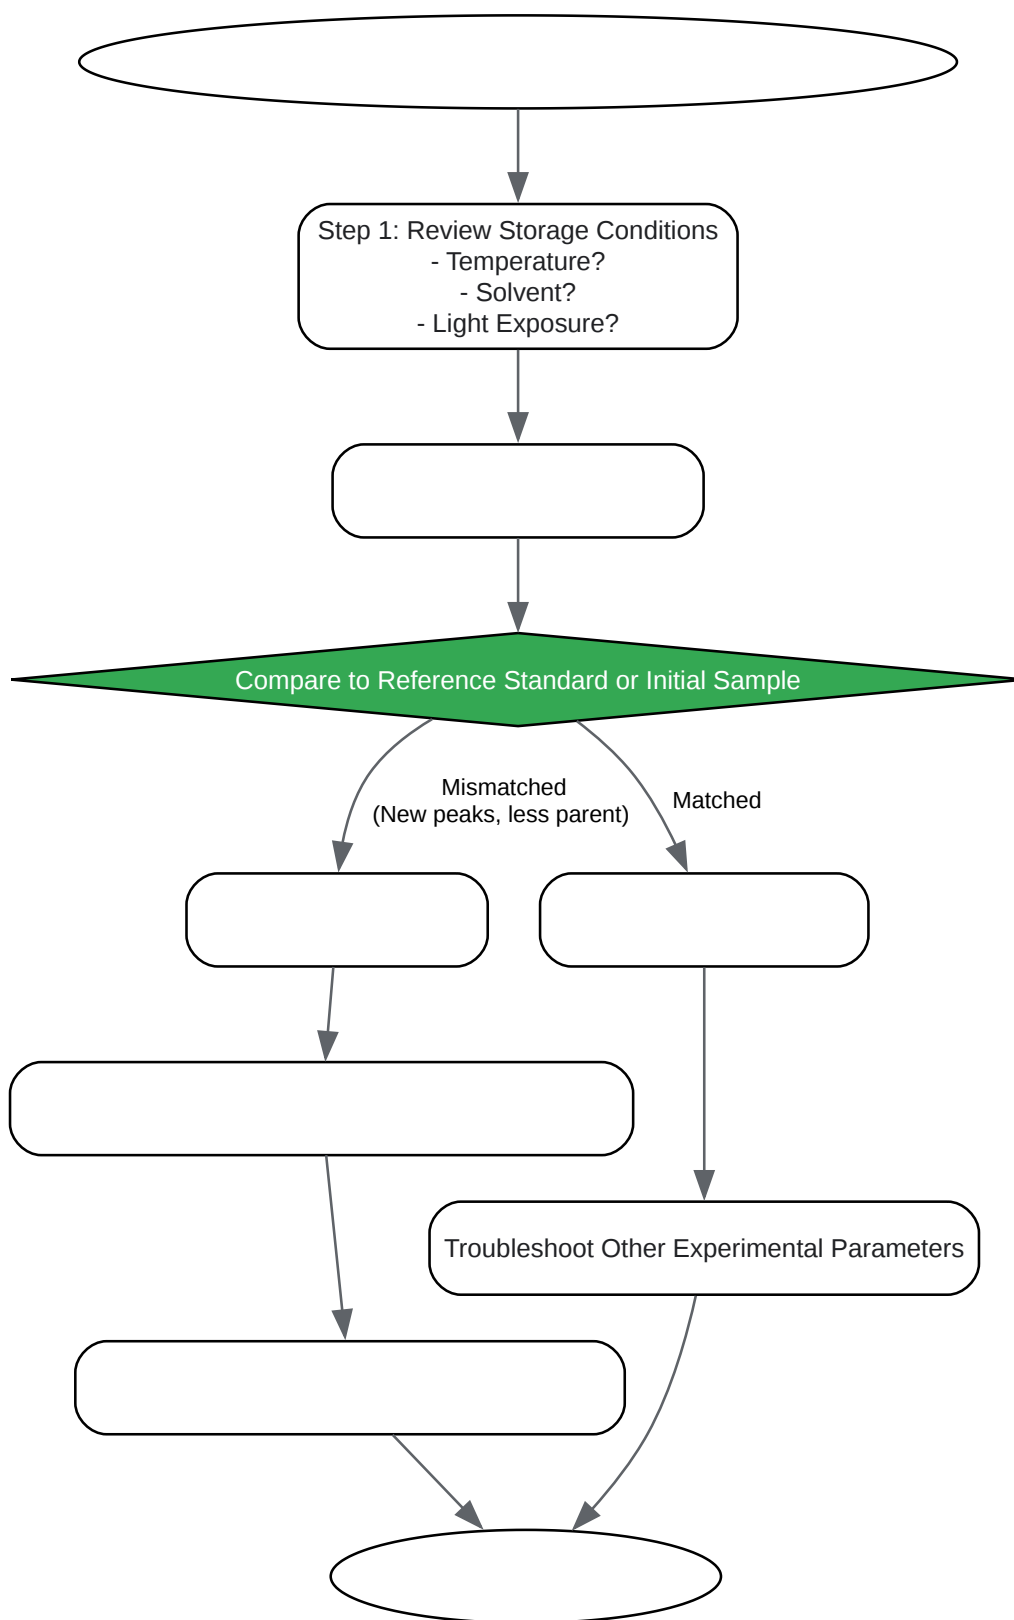 Step 1: Review Storage Conditions
- Temperature?
- Solvent?
- Light Exposure?
Compare to Reference Standard or Initial Sample
Mismatched
(New peaks, less parent)
Matched
Troubleshoot Other Experimental Parameters